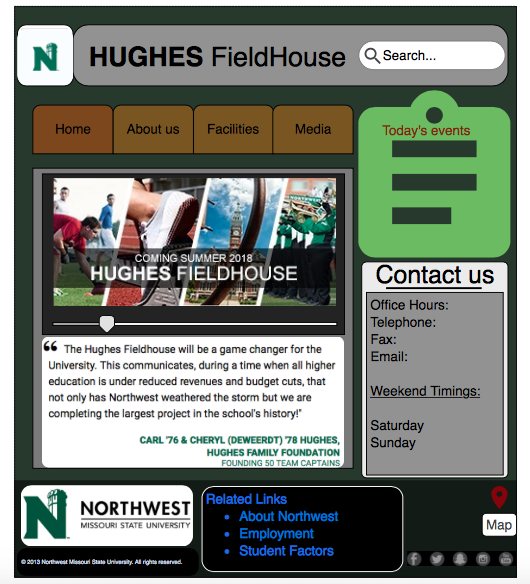 N
HUGHES FieldHouse
Search...
Home
About us
Facilities
Media
Today's events
COMING SUMMER 2018
HUGHES FIELDHOUSE
“ The Hughes Fieldhouse will be a game changer for the
University. This communicates, during a time when all higher
education is under reduced revenues and budget cuts, that
not only has Northwest weathered the storm but we are
completing the largest project in the school's history!"
CARL '76 & CHERYL (DEWEERDT) '78 HUGHES,
HUGHES FAMILY FOUNDATION
FOUNDING 50 TEAM CAPTAINS
Contact us
Office Hours:
Telephone:
Fax:
Email:
Weekend Timings:
Saturday
Sunday
N
NORTHWEST
MISSOURI STATE UNIVERSITY
© 2013 Northwest Missouri State University. All rights reserved.
Related Links
• About Northwest
• Employment
• Student Factors
Map